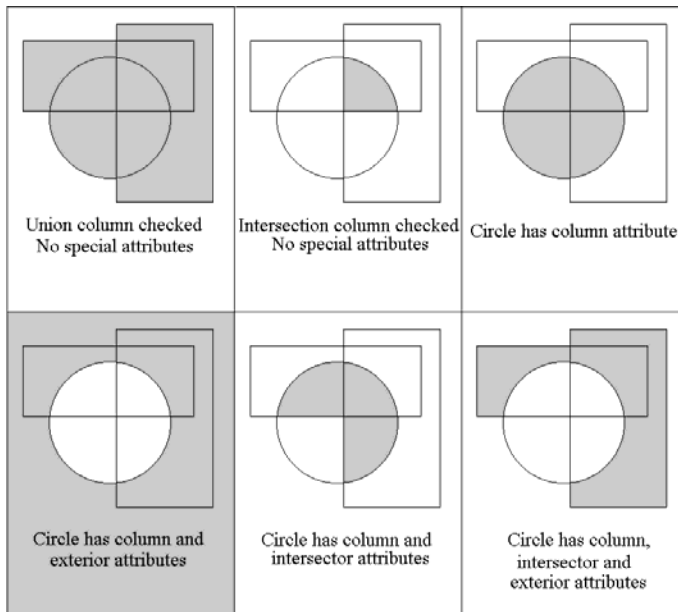 Union column checked
No special attributes
Intersection column checked
No special attributes
Circle has column attribute
Circle has column and
exterior attributes
Circle has column and
intersector attributes
Circle has column,
intersector and
exterior attributes